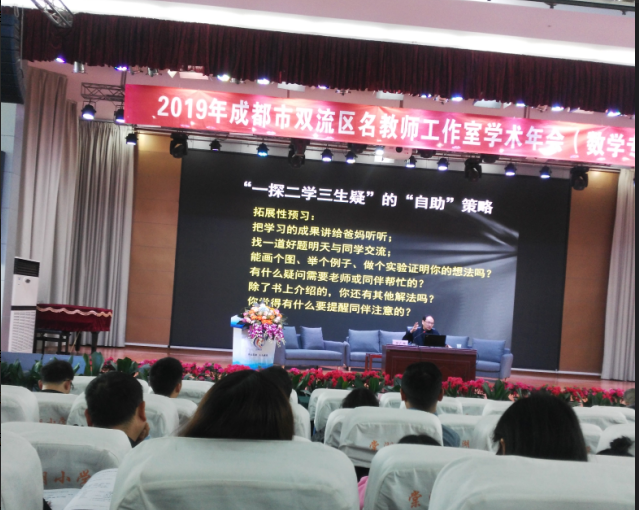 2019年成都市双流区名教师工作室学术年会（数学专
“一探二学三生疑”的“自助”策略
拓展性预习：
把学习的成果讲给爸妈听听；
找一道好题明天与同学交流；
能画个图、举个例子、做个实验证明你的想法吗？
有什么疑问需要老师或同伴帮忙的？
除了书上介绍的，你还有其他解法吗？
你觉得有什么要提醒同伴注意的？
小学